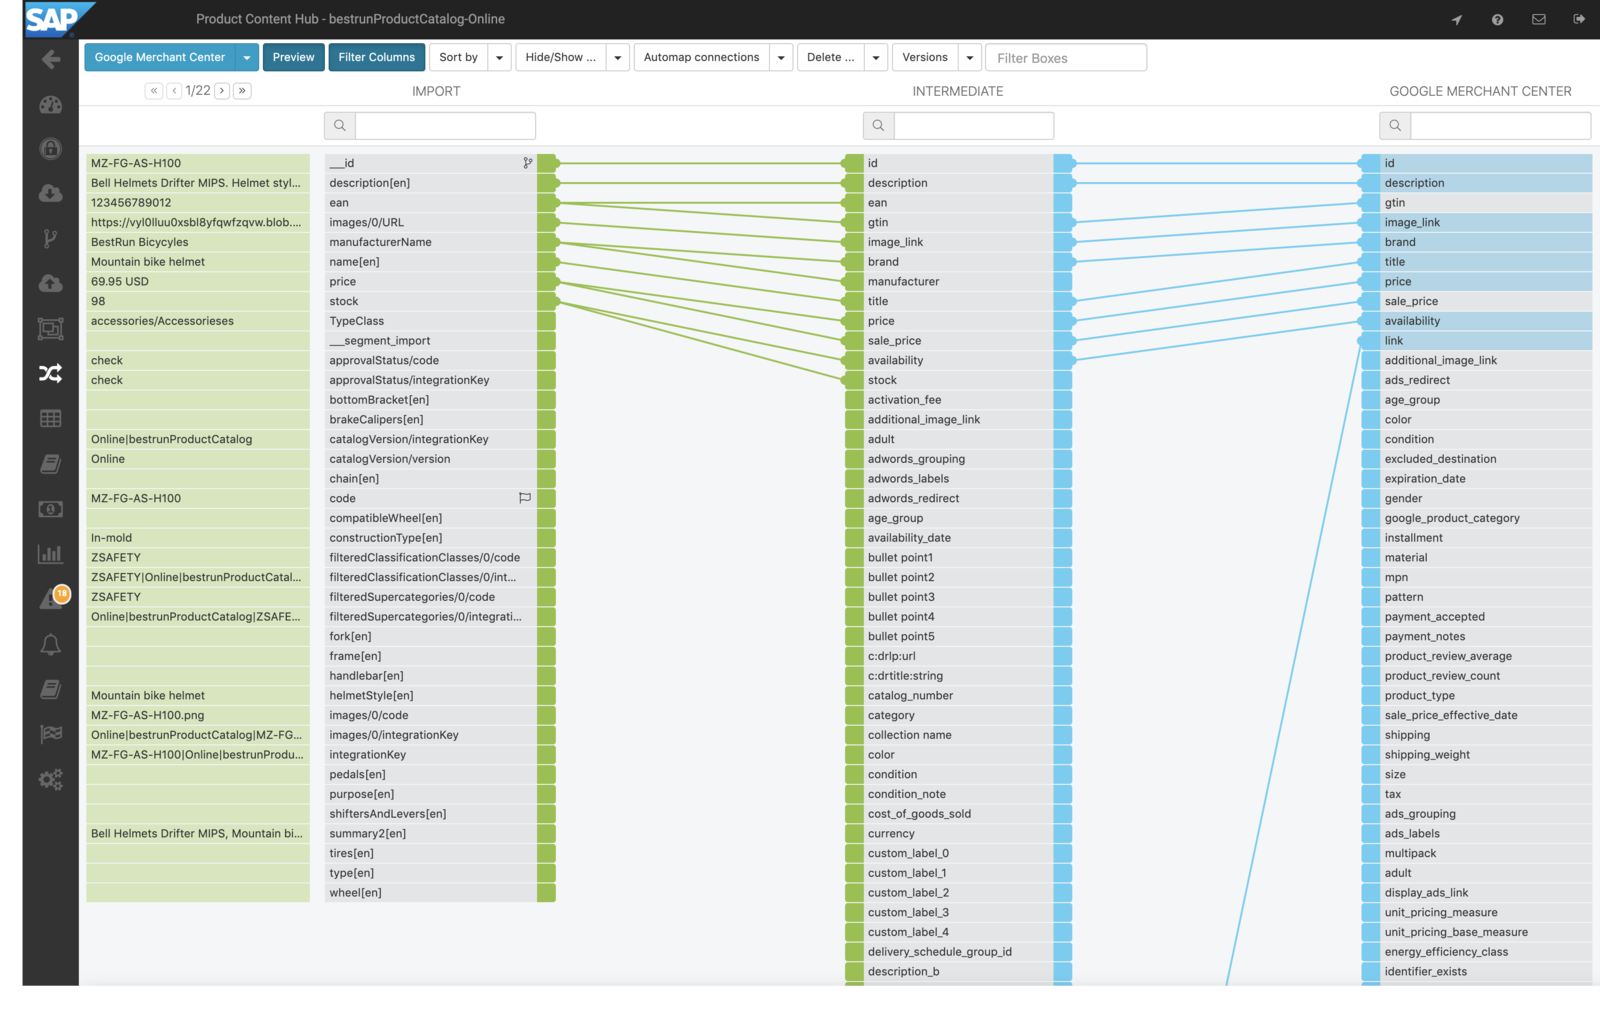 SAP Product Content Hub - bestrunProductCatalog-Online
Google Merchant Center Preview Filter Columns Sort by Hide/Show ... Automap connections Delete ... Versions Filter Boxes
« ‹ 1/22 › » IMPORT INTERMEDIATE GOOGLE MERCHANT CENTER
MZ-FG-AS-H100 __id id id
Bell Helmets Drifter MIPS. Helmet styl... description[en] description description
123456789012 ean ean gtin
https://vyl0lluu0xsbl8yfqwfzqvw.blob.... images/0/URL gtin image_link
BestRun Bicycyles manufacturerName image_link brand
Mountain bike helmet name[en] brand title
69.95 USD price manufacturer price
98 stock title sale_price
accessories/Accessorieses TypeClass price availability
___segment_import sale_price link
check approvalStatus/code availability additional_image_link
check approvalStatus/integrationKey stock ads_redirect
bottomBracket[en] activation_fee age_group
brakeCalipers[en] additional_image_link color
Online|bestrunProductCatalog catalogVersion/integrationKey adult condition
Online catalogVersion/version adwords_grouping excluded_destination
chain[en] adwords_labels expiration_date
MZ-FG-AS-H100 code adwords_redirect gender
compatibleWheel[en] age_group google_product_category
In-mold constructionType[en] availability_date installment
ZSAFETY filteredClassificationClasses/0/code bullet point1 material
ZSAFETY|Online|bestrunProductCatal... filteredClassificationClasses/0/int... bullet point2 mpn
18
ZSAFETY filteredSupercategories/0/code bullet point3 pattern
Online|bestrunProductCatalog|ZSAFE... filteredSupercategories/0/integrati... bullet point4 payment_accepted
fork[en] bullet point5 payment_notes
frame[en] c:drlp:url product_review_average
handlebar[en] c:drtitle:string product_review_count
Mountain bike helmet helmetStyle[en] catalog_number product_type
MZ-FG-AS-H100.png images/0/code category sale_price_effective_date
Online|bestrunProductCatalog|MZ-FG... images/0/integrationKey collection name shipping
MZ-FG-AS-H100|Online|bestrunProdu... integrationKey color shipping_weight
pedals[en] condition size
purpose[en] condition_note tax
shiftersAndLevers[en] cost_of_goods_sold ads_grouping
Bell Helmets Drifter MIPS, Mountain bi... summary2[en] currency ads_labels
tires[en] custom_label_0 multipack
type[en] custom_label_1 adult
wheel[en] custom_label_2 display_ads_link
custom_label_3 unit_pricing_measure
custom_label_4 unit_pricing_base_measure
delivery_schedule_group_id energy_efficiency_class
description_b identifier_exists